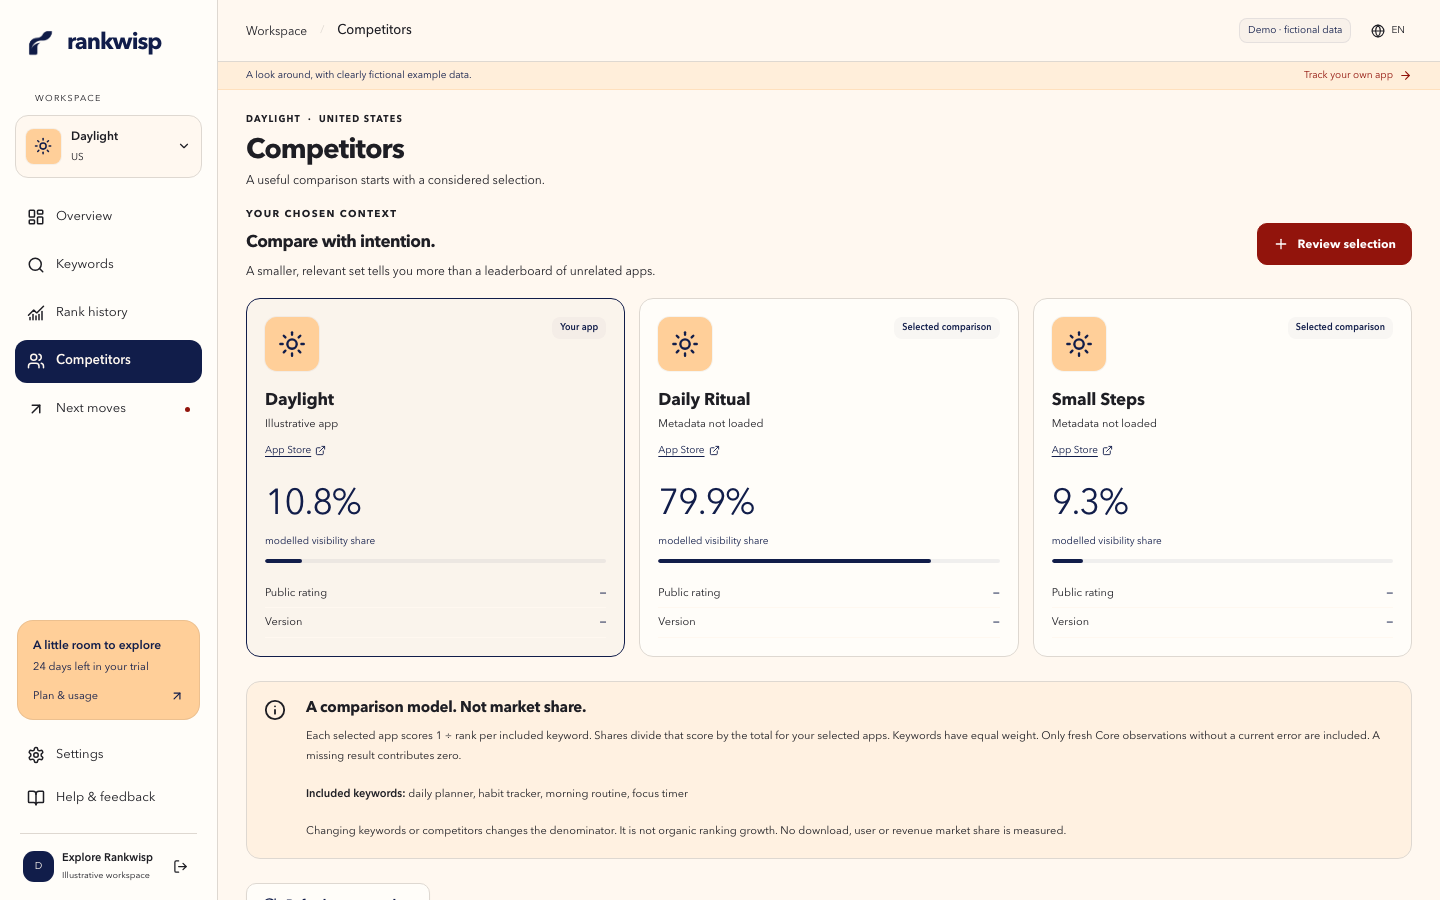 rankwisp
WORKSPACE
Daylight
US
Overview
Keywords
Rank history
Competitors
Next moves
A little room to explore
24 days left in your trial
Plan & usage
Settings
Help & feedback
D
Explore Rankwisp
Illustrative workspace
Workspace / Competitors
Demo · fictional data
EN
A look around, with clearly fictional example data.
Track your own app
DAYLIGHT · UNITED STATES
Competitors
A useful comparison starts with a considered selection.
YOUR CHOSEN CONTEXT
Compare with intention.
A smaller, relevant set tells you more than a leaderboard of unrelated apps.
Review selection
Your app
Daylight
Illustrative app
App Store
10.8%
modelled visibility share
Public rating –
Version –
Selected comparison
Daily Ritual
Metadata not loaded
App Store
79.9%
modelled visibility share
Public rating –
Version –
Selected comparison
Small Steps
Metadata not loaded
App Store
9.3%
modelled visibility share
Public rating –
Version –
A comparison model. Not market share.
Each selected app scores 1 ÷ rank per included keyword. Shares divide that score by the total for your selected apps. Keywords have equal weight. Only fresh Core observations without a current error are included. A
missing result contributes zero.
Included keywords: daily planner, habit tracker, morning routine, focus timer
Changing keywords or competitors changes the denominator. It is not organic ranking growth. No download, user or revenue market share is measured.